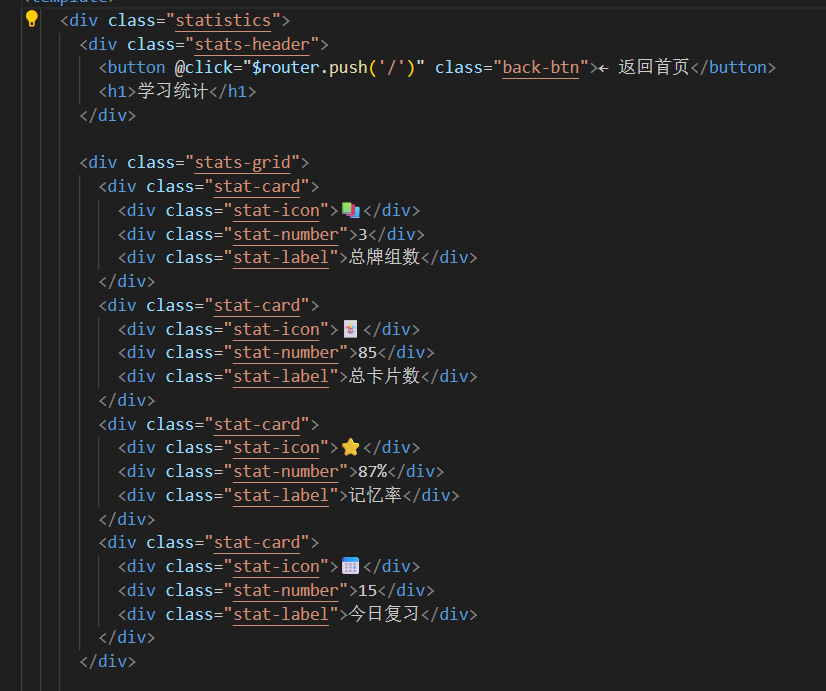 <template>
<div class="statistics">
<div class="stats-header">
<button @click="$router.push('/')" class="back-btn">← 返回首页</button>
<h1>学习统计</h1>
</div>
<div class="stats-grid">
<div class="stat-card">
<div class="stat-icon">📚</div>
<div class="stat-number">3</div>
<div class="stat-label">总牌组数</div>
</div>
<div class="stat-card">
<div class="stat-icon">🃏</div>
<div class="stat-number">85</div>
<div class="stat-label">总卡片数</div>
</div>
<div class="stat-card">
<div class="stat-icon">⭐</div>
<div class="stat-number">87%</div>
<div class="stat-label">记忆率</div>
</div>
<div class="stat-card">
<div class="stat-icon">📅</div>
<div class="stat-number">15</div>
<div class="stat-label">今日复习</div>
</div>
</div>